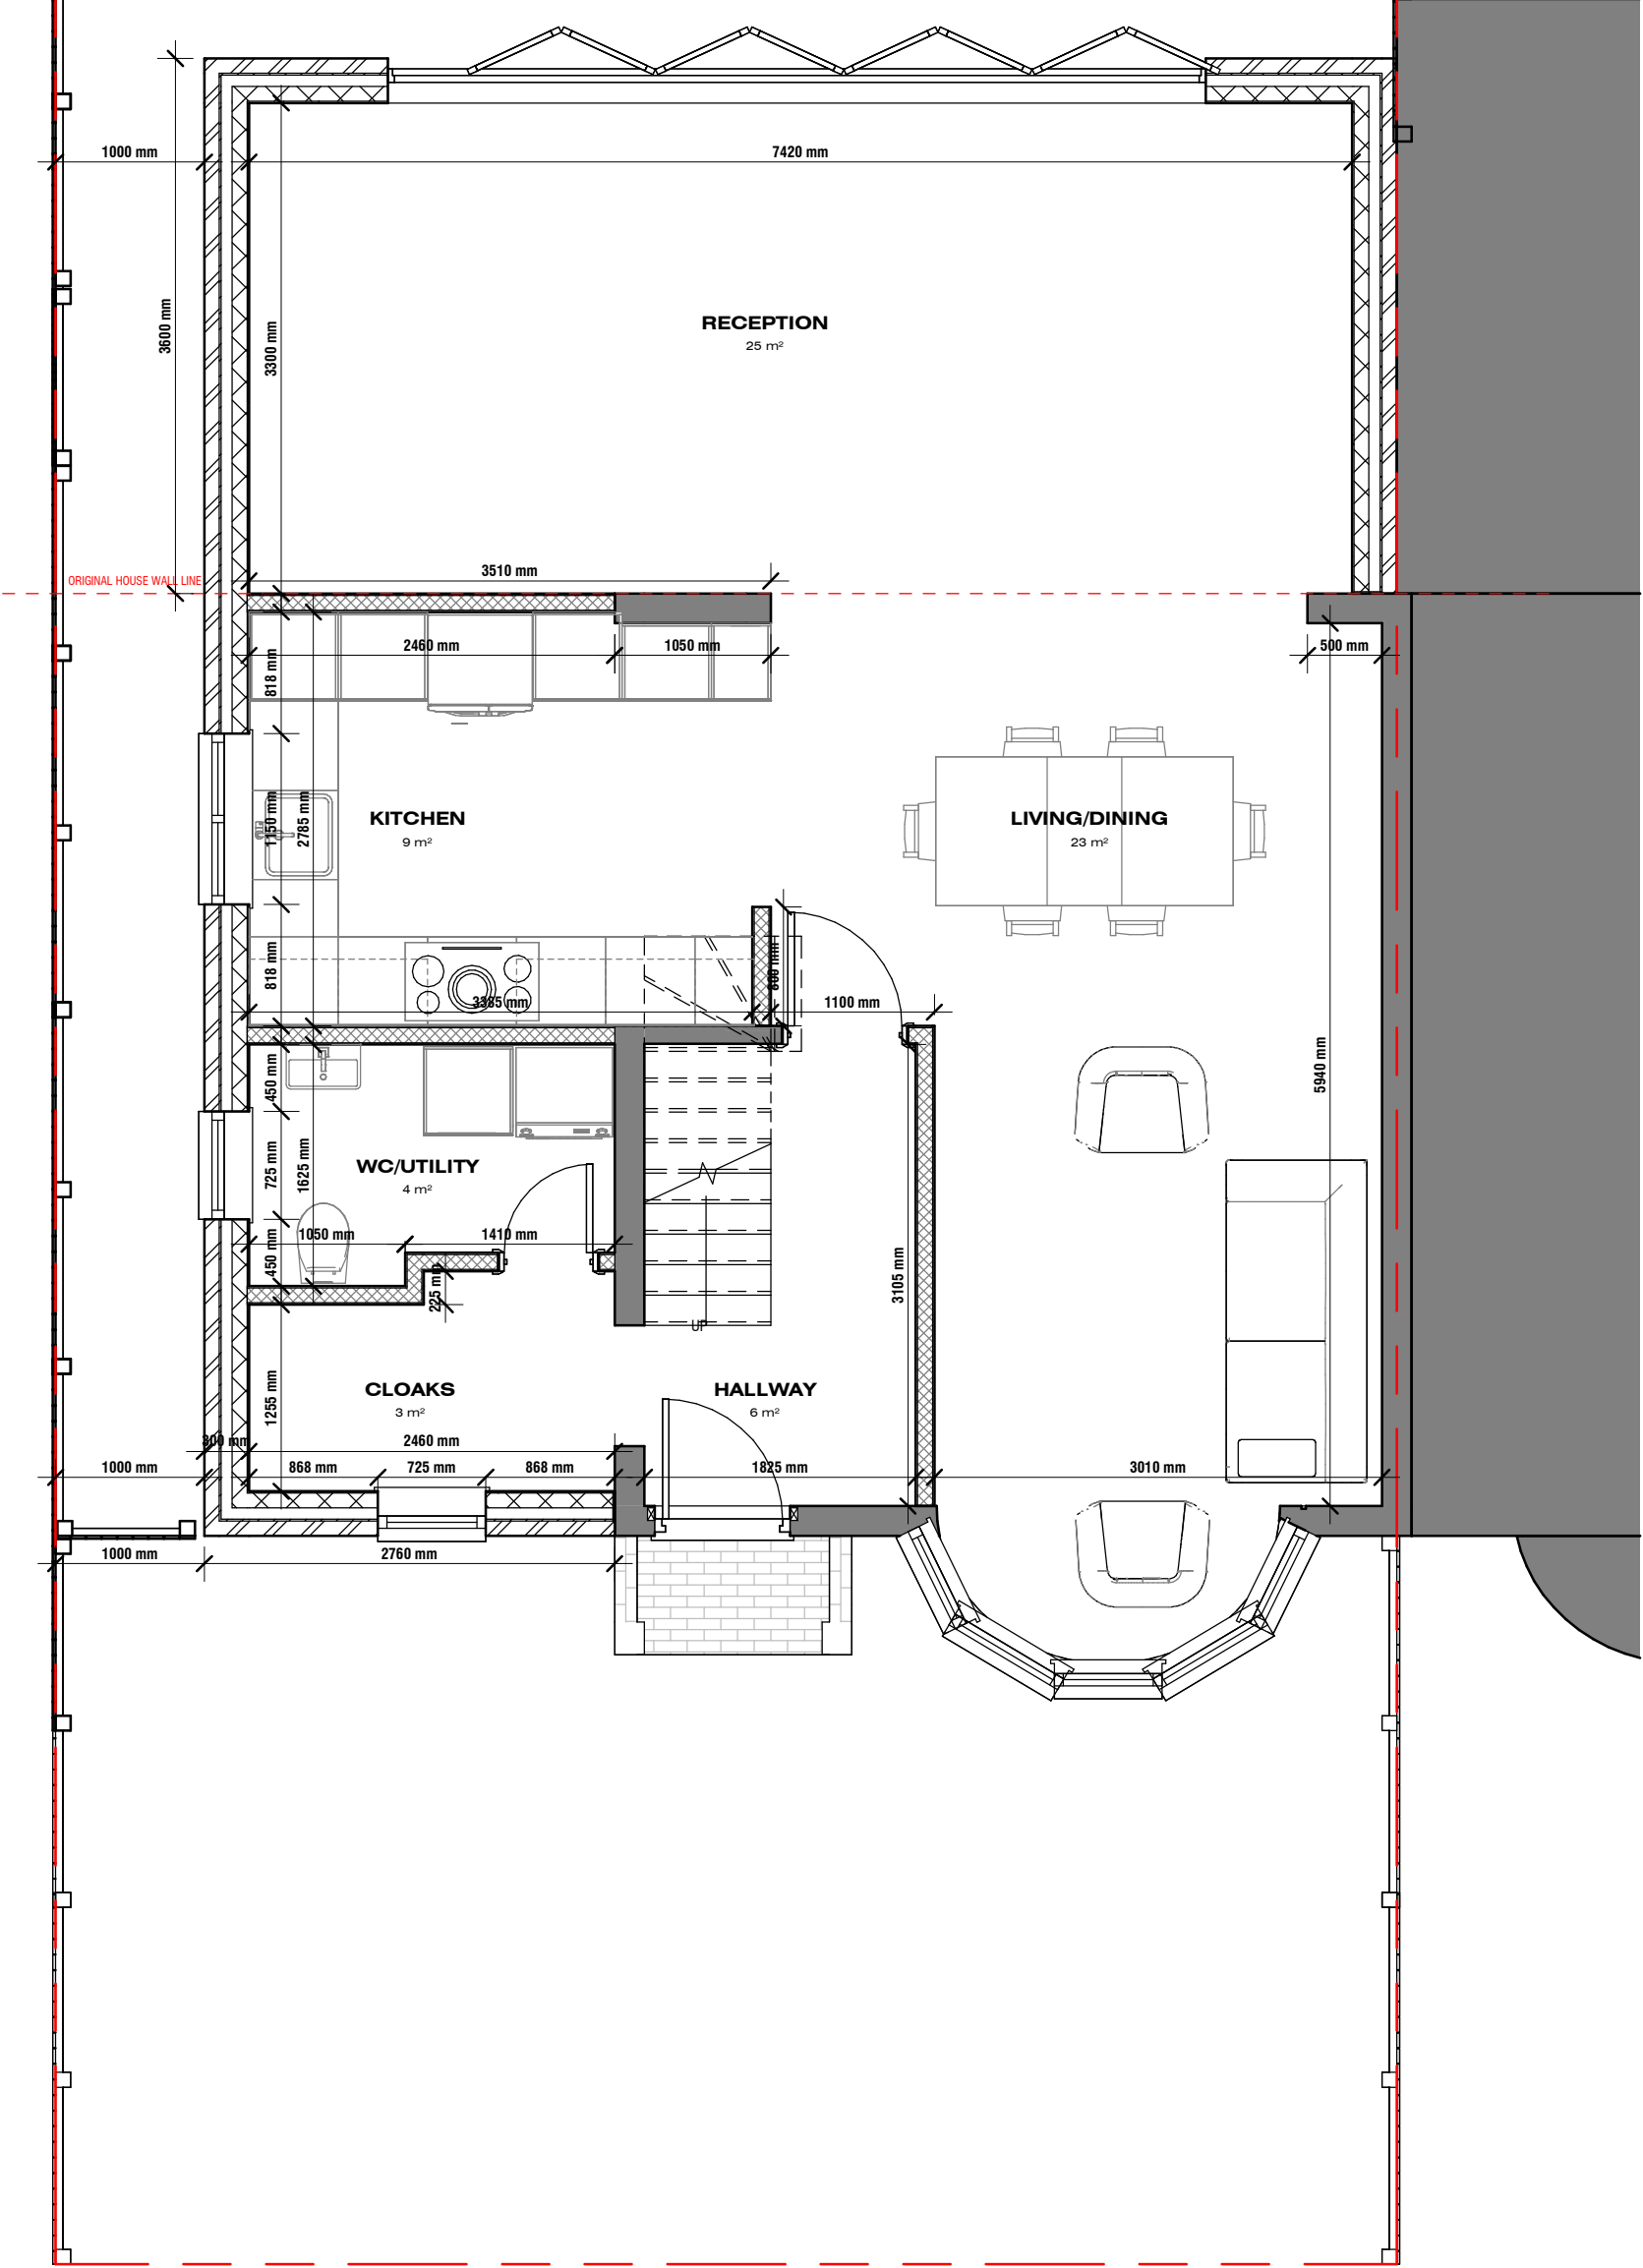 1000 mm
7420 mm
3600 mm
3300 mm
RECEPTION
25 m²
3510 mm
ORIGINAL HOUSE WALL LINE
2460 mm
1050 mm
500 mm
818 mm
1150 mm
2785 mm
KITCHEN
9 m²
LIVING/DINING
23 m²
818 mm
3385 mm
800 mm
1100 mm
450 mm
5940 mm
725 mm
1625 mm
WC/UTILITY
4 m²
1050 mm
1410 mm
450 mm
225 mm
3105 mm
UP
1255 mm
CLOAKS
3 m²
HALLWAY
6 m²
300 mm
2460 mm
1000 mm
868 mm
725 mm
868 mm
1825 mm
3010 mm
1000 mm
2760 mm